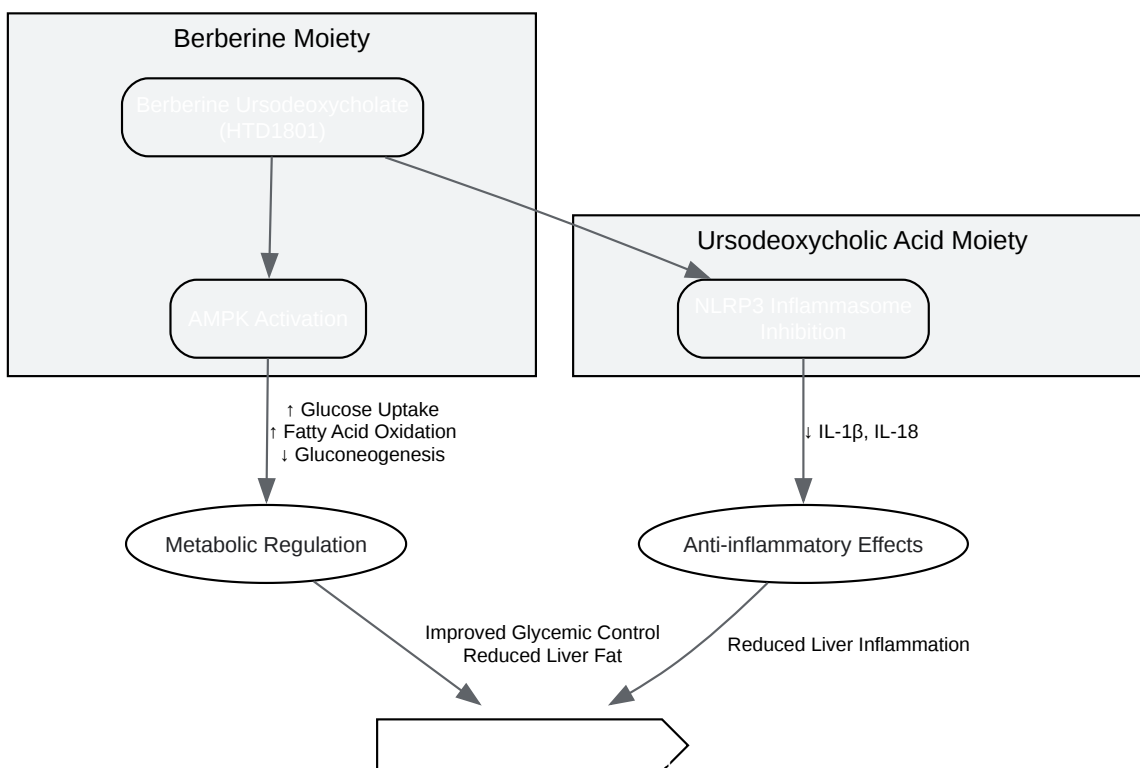 Berberine Moiety
Berberine Ursodeoxycholate
(HTD1801)
Ursodeoxycholic Acid Moiety
AMPK Activation
NLRP3 Inflammasome
Inhibition
↑ Glucose Uptake
↑ Fatty Acid Oxidation
↓ Gluconeogenesis
↓ IL-1β, IL-18
Metabolic Regulation
Anti-inflammatory Effects
Improved Glycemic Control
Reduced Liver Fat
Reduced Liver Inflammation